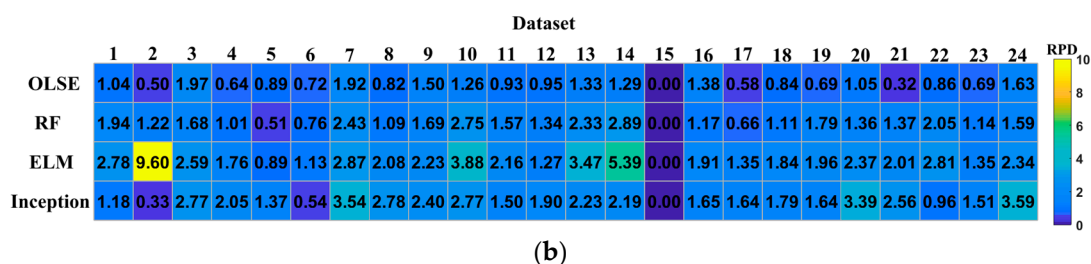 Dataset
1 2 3 4 5 6 7 8 9 10 11 12 13 14 15 16 17 18 19 20 21 22 23 24 RPD
OLSE 1.04 0.50 1.97 0.64 0.89 0.72 1.92 0.82 1.50 1.26 0.93 0.95 1.33 1.29 0.00 1.38 0.58 0.84 0.69 1.05 0.32 0.86 0.69 1.63 10
8
RF 1.94 1.22 1.68 1.01 0.51 0.76 2.43 1.09 1.69 2.75 1.57 1.34 2.33 2.89 0.00 1.17 0.66 1.11 1.79 1.36 1.37 2.05 1.14 1.59 6
ELM 2.78 9.60 2.59 1.76 0.89 1.13 2.87 2.08 2.23 3.88 2.16 1.27 3.47 5.39 0.00 1.91 1.35 1.84 1.96 2.37 2.01 2.81 1.35 2.34 4
2
Inception 1.18 0.33 2.77 2.05 1.37 0.54 3.54 2.78 2.40 2.77 1.50 1.90 2.23 2.19 0.00 1.65 1.64 1.79 1.64 3.39 2.56 0.96 1.51 3.59
0
(b)